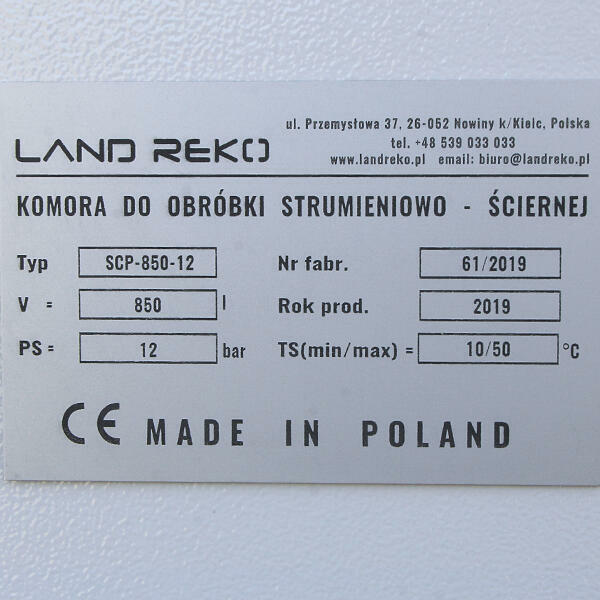 LAND REKO
ul. Przemysłowa 37, 26-052 Nowiny k/Kielc, Polska
tel. +48 539 033 033
www.landreko.pl email: biuro@landreko.pl
KOMORA DO OBRÓBKI STRUMIENIOWO - ŚCIERNEJ
Typ SCP-850-12 Nr fabr. 61/2019
V = 850 l Rok prod. 2019
PS = 12 bar TS(min/max) = 10/50 °C
CE MADE IN POLAND